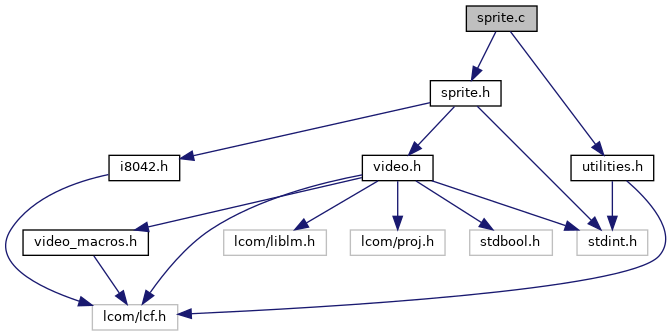 sprite.c
sprite.h
i8042.h
video.h
utilities.h
video_macros.h
lcom/liblm.h
lcom/proj.h
stdbool.h
stdint.h
lcom/lcf.h